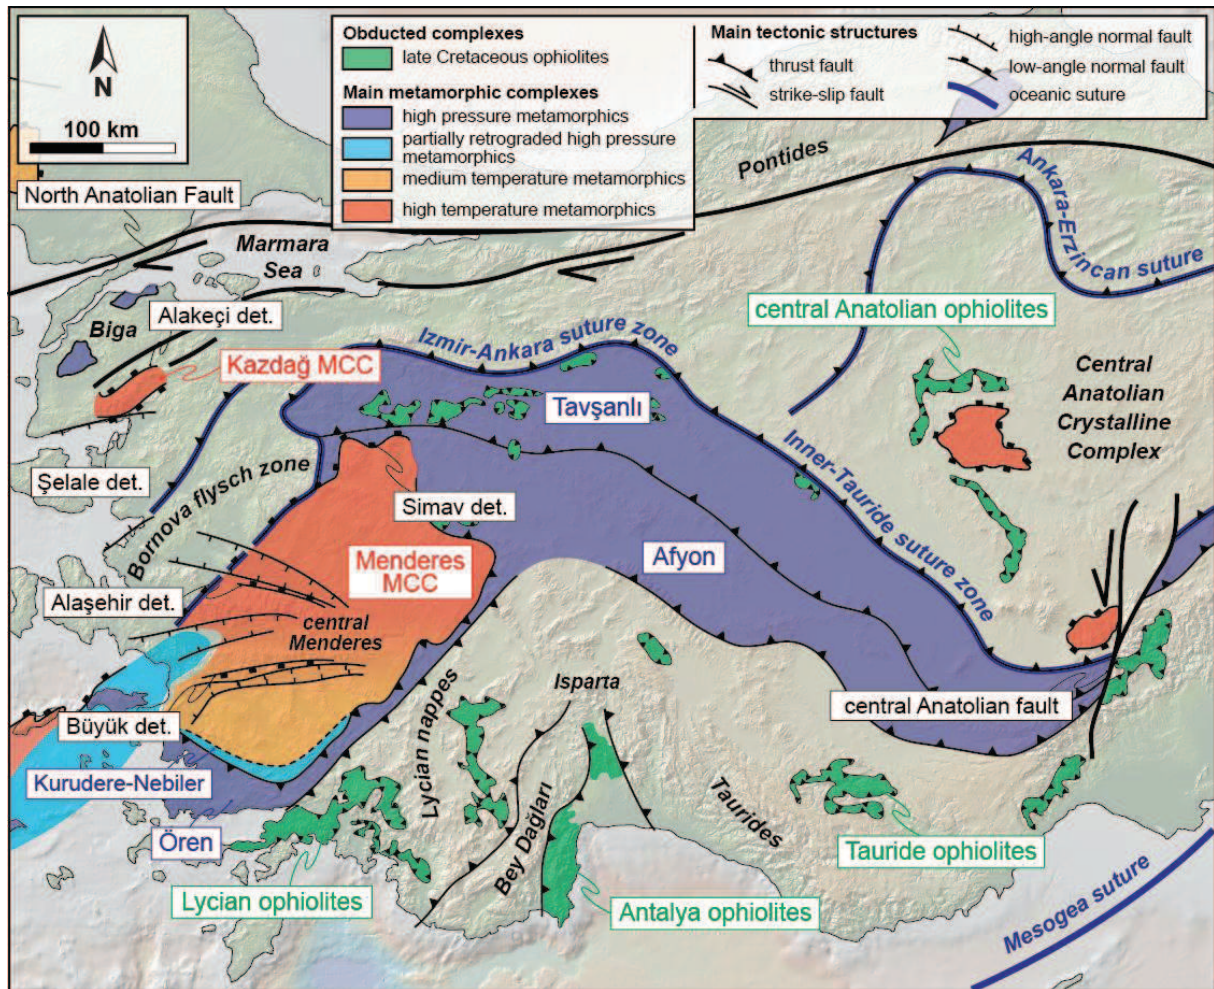 N
100 km
Obducted complexes
late Cretaceous ophiolites
Main metamorphic complexes
high pressure metamorphics
partially retrograded high pressure
metamorphics
medium temperature metamorphics
high temperature metamorphics
Main tectonic structures
thrust fault
strike-slip fault
high-angle normal fault
low-angle normal fault
oceanic suture
North Anatolian Fault
Pontides
Ankara-Erzincan suture
Marmara
Sea
Alakeçi det.
Biga
Kazdağ MCC
Izmir-Ankara suture zone
central Anatolian ophiolites
Central
Anatolian
Crystalline
Complex
Tavşanlı
Inner-Tauride suture zone
Şelale det.
Bornova flysch zone
Simav det.
Menderes
MCC
Afyon
Alaşehir det.
central
Menderes
Isparta
central Anatolian fault
Büyük det.
Lycian nappes
Kurudere-Nebiler
Ören
Bey Dağları
Taurides
Tauride ophiolites
Lycian ophiolites
Antalya ophiolites
Mesogea suture